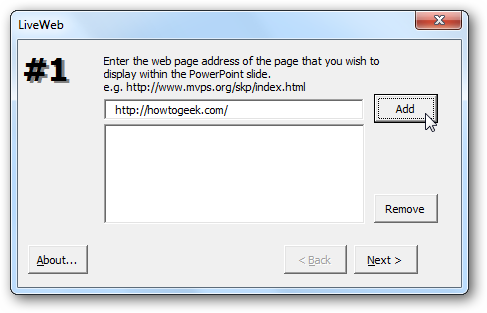 LiveWeb
#1
Enter the web page address of the page that you wish to
display within the PowerPoint slide.
e.g. http://www.mvps.org/skp/index.html
http://howtogeek.com/
Add
Remove
About...
< Back
Next >